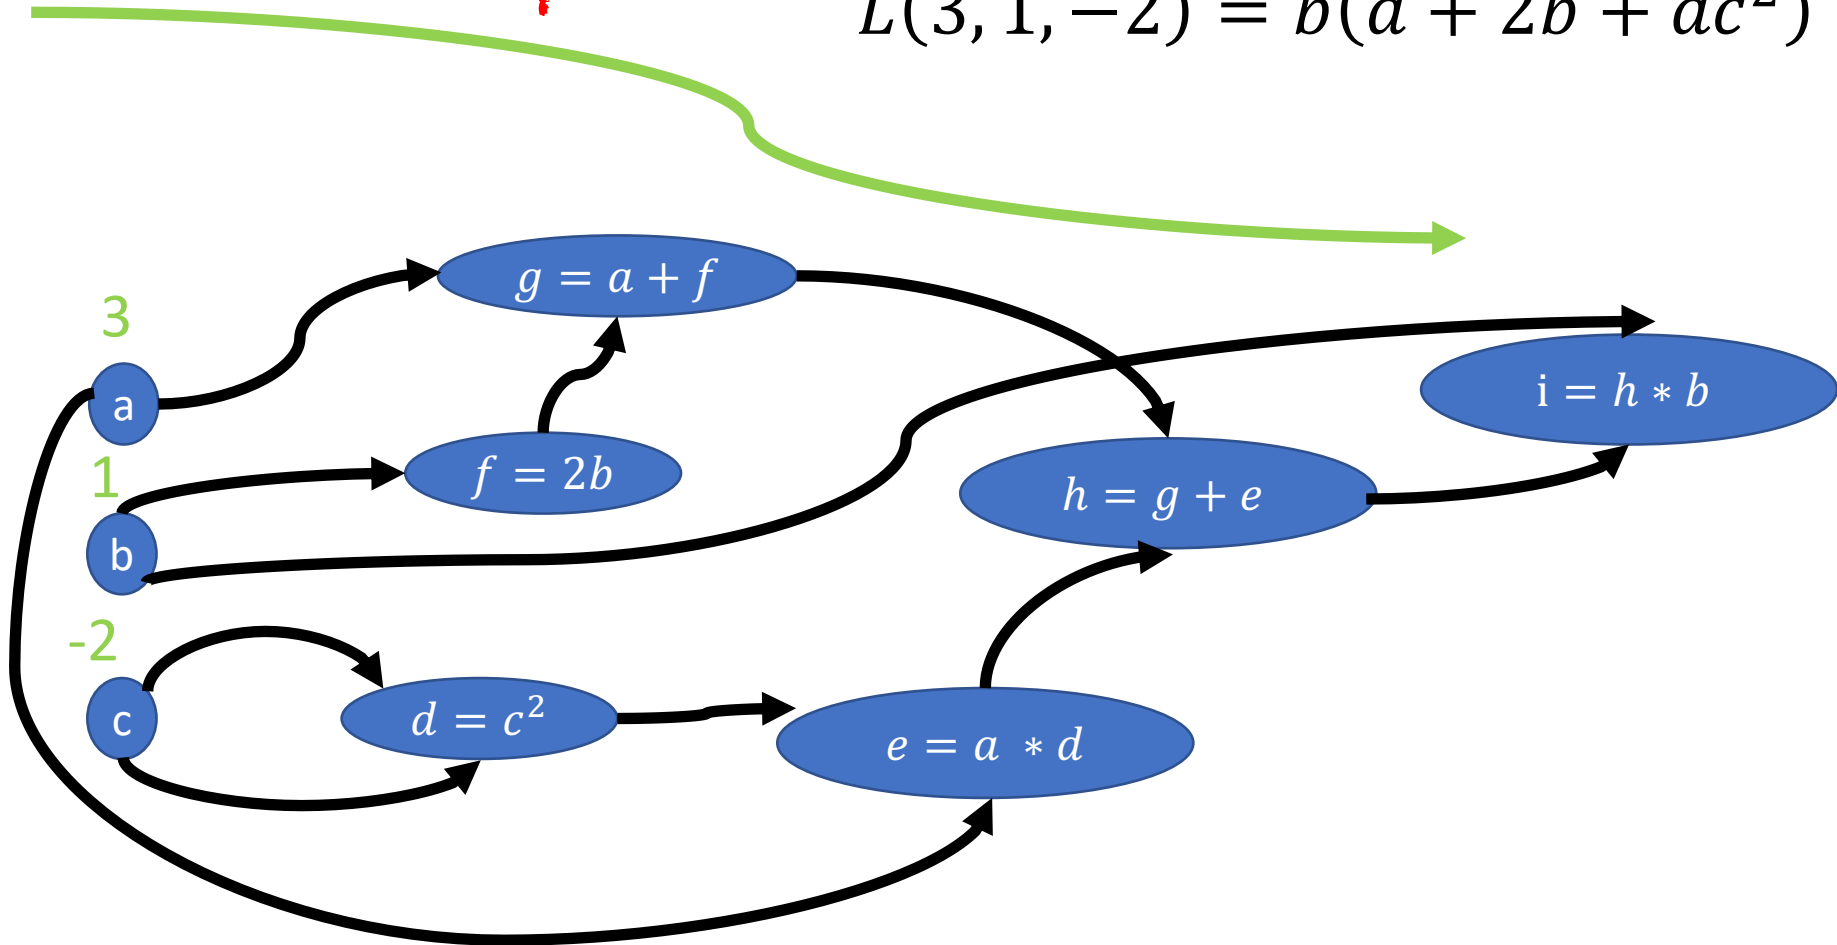 L(3, 1, −2) = b(a + 2b + ac²)
g = a + f
3
i = h ∗ b
a
1
f = 2b
h = g + e
b
-2
c
d = c²
e = a ∗ d